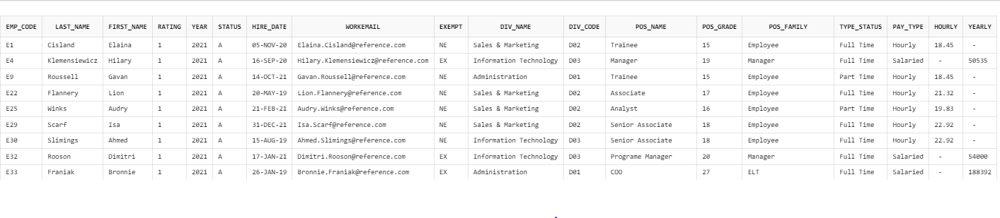 EMP_CODE LAST_NAME FIRST_NAME RATING YEAR STATUS HIRE_DATE WORKEMAIL EXEMPT DIV_NAME DIV_CODE POS_NAME POS_GRADE POS_FAMILY TYPE_STATUS PAY_TYPE HOURLY YEARLY
E1 Cisland Elaina 1 2021 A 05-NOV-20 Elaina.Cisland@reference.com NE Sales & Marketing D02 Trainee 15 Employee Full Time Hourly 18.45 -
E4 Klemensiewicz Hilary 1 2021 A 16-SEP-20 Hilary.Klemensiewicz@reference.com EX Information Technology D03 Manager 19 Manager Full Time Salaried - 50535
E9 Roussell Gavan 1 2021 A 14-OCT-21 Gavan.Roussell@reference.com NE Administration D01 Trainee 15 Employee Part Time Hourly 18.45 -
E22 Flannery Lion 1 2021 A 20-MAY-19 Lion.Flannery@reference.com NE Sales & Marketing D02 Associate 17 Employee Full Time Hourly 21.32 -
E25 Winks Audry 1 2021 A 21-FEB-21 Audry.Winks@reference.com NE Sales & Marketing D02 Analyst 16 Employee Part Time Hourly 19.83 -
E29 Scarf Isa 1 2021 A 31-DEC-21 Isa.Scarf@reference.com NE Sales & Marketing D02 Senior Associate 18 Employee Full Time Hourly 22.92 -
E30 Slimings Ahmed 1 2021 A 15-AUG-19 Ahmed.Slimings@reference.com NE Information Technology D03 Senior Associate 18 Employee Full Time Hourly 22.92 -
E32 Rooson Dimitri 1 2021 A 17-JAN-21 Dimitri.Rooson@reference.com EX Information Technology D03 Programe Manager 20 Manager Full Time Salaried - 54000
E33 Franiak Bronnie 1 2021 A 26-JAN-19 Bronnie.Franiak@reference.com EX Administration D01 COO 27 ELT Full Time Salaried - 188392